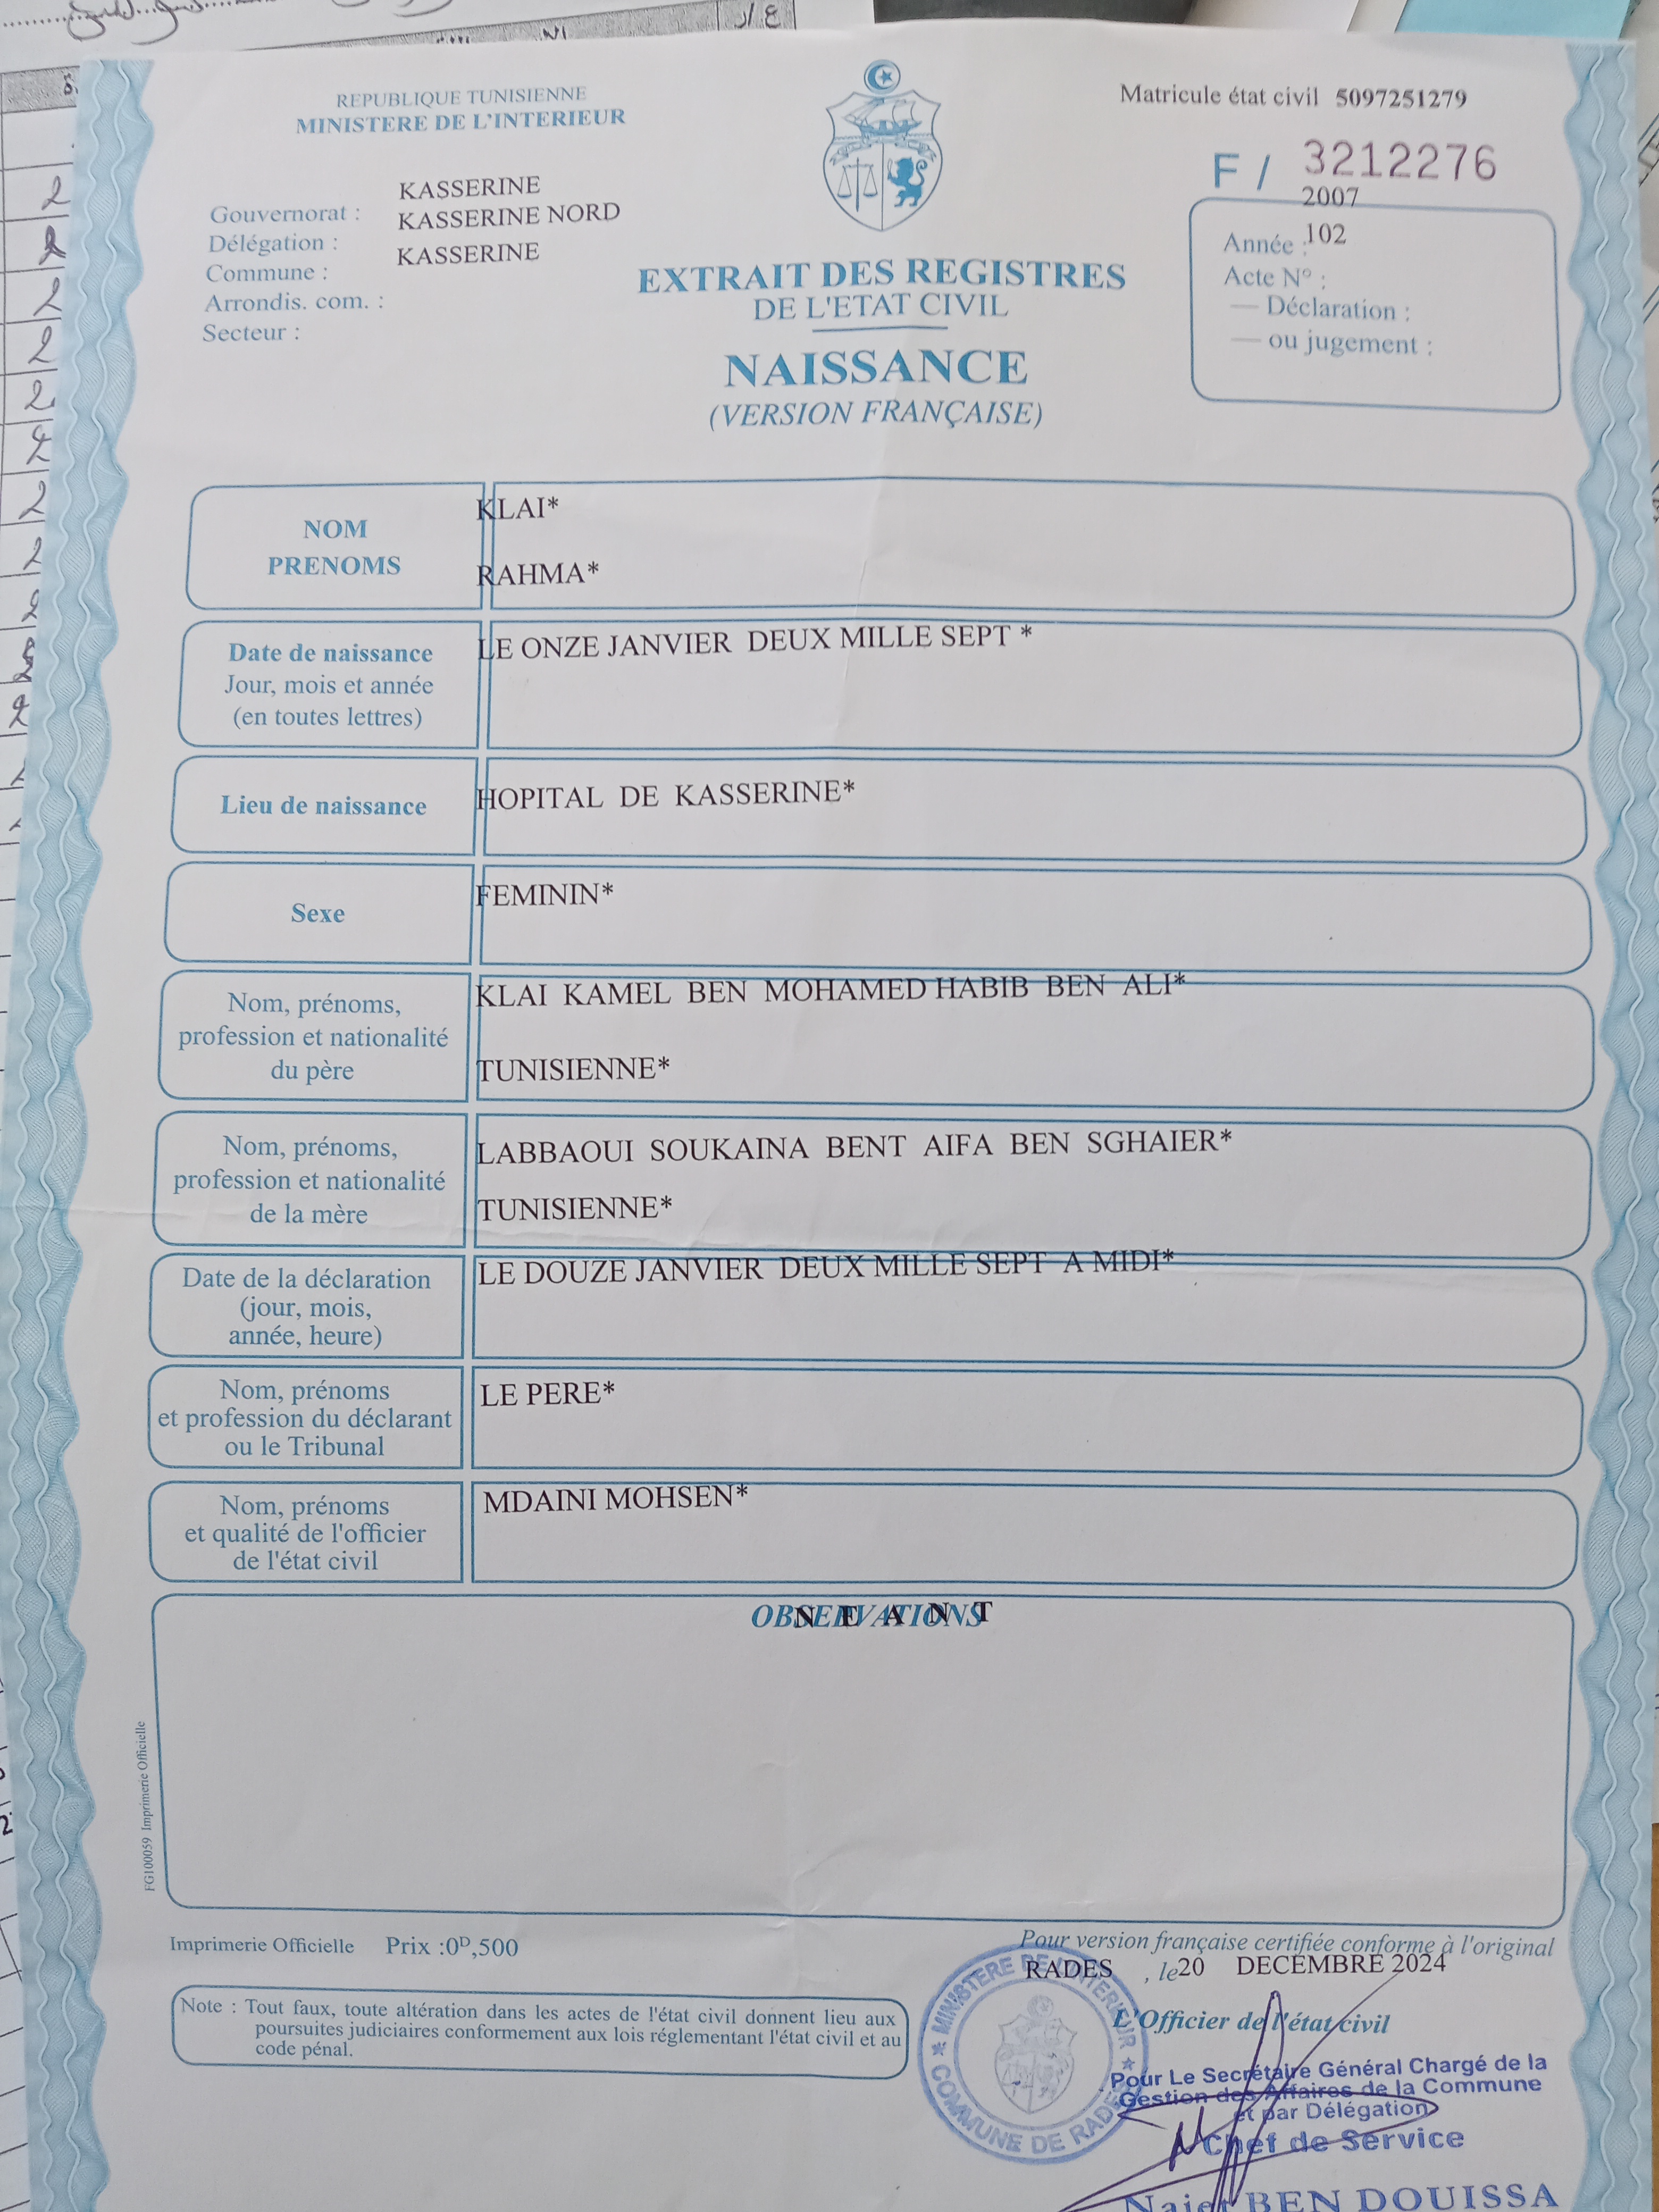 REPUBLIQUE TUNISIENNE
MINISTERE DE L'INTERIEUR
Matricule état civil 5097251279
F / 3212276
KASSERINE
Gouvernorat : KASSERINE NORD
Délégation :
Commune : KASSERINE
Arrondis. com. :
Secteur :
2007
Année : 102
Acte N° :
— Déclaration :
— ou jugement :
EXTRAIT DES REGISTRES
DE L'ETAT CIVIL
NAISSANCE
(VERSION FRANÇAISE)
NOM
PRENOMS
KLAI*
RAHMA*
Date de naissance
Jour, mois et année
(en toutes lettres)
LE ONZE JANVIER DEUX MILLE SEPT *
Lieu de naissance
HOPITAL DE KASSERINE*
Sexe
FEMININ*
Nom, prénoms,
profession et nationalité
du père
KLAI KAMEL BEN MOHAMED HABIB BEN ALI*
TUNISIENNE*
Nom, prénoms,
profession et nationalité
de la mère
LABBAOUI SOUKAINA BENT AIFA BEN SGHAIER*
TUNISIENNE*
Date de la déclaration
(jour, mois,
année, heure)
LE DOUZE JANVIER DEUX MILLE SEPT A MIDI*
Nom, prénoms
et profession du déclarant
ou le Tribunal
LE PERE*
Nom, prénoms
et qualité de l'officier
de l'état civil
MDAINI MOHSEN*
OBSERVATIONS
N E A N T
FG100059 Imprimerie Officielle
Imprimerie Officielle Prix :0ᴰ,500
Note : Tout faux, toute altération dans les actes de l'état civil donnent lieu aux
poursuites judiciaires conformement aux lois réglementant l'état civil et au
code pénal.
Pour version française certifiée conforme à l'original
RADES , le 20 DECEMBRE 2024
L'Officier de l'état civil
MINISTERE DE L'INTERIEUR
COMMUNE DE RADES
Pour Le Secrétaire Général Chargé de la
Gestion des Affaires de la Commune
et par Délégation
Chef de Service
Najet BEN DOUISSA